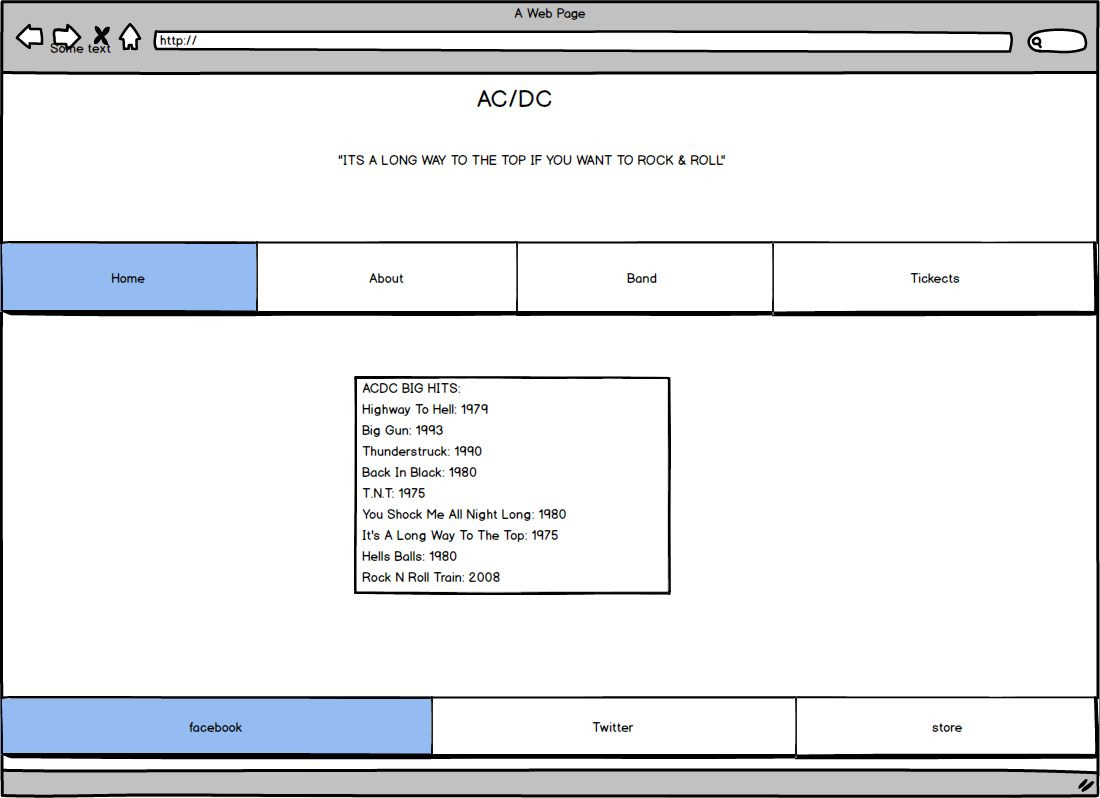 A Web Page
Some text
http://
AC/DC
"ITS A LONG WAY TO THE TOP IF YOU WANT TO ROCK & ROLL"
Home About Band Tickects
ACDC BIG HITS:
Highway To Hell: 1979
Big Gun: 1993
Thunderstruck: 1990
Back In Black: 1980
T.N.T: 1975
You Shock Me All Night Long: 1980
It's A Long Way To The Top: 1975
Hells Balls: 1980
Rock N Roll Train: 2008
facebook Twitter store